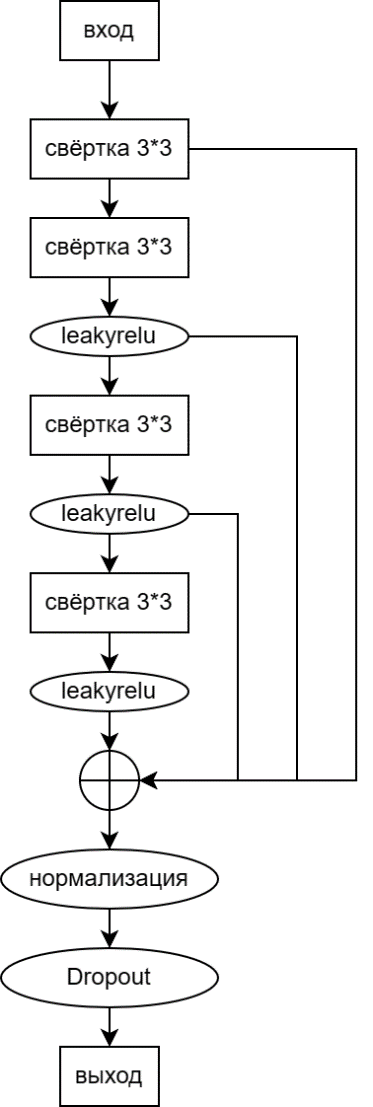 вход
свёртка 3*3
свёртка 3*3
leakyrelu
свёртка 3*3
leakyrelu
свёртка 3*3
leakyrelu
нормализация
Dropout
выход